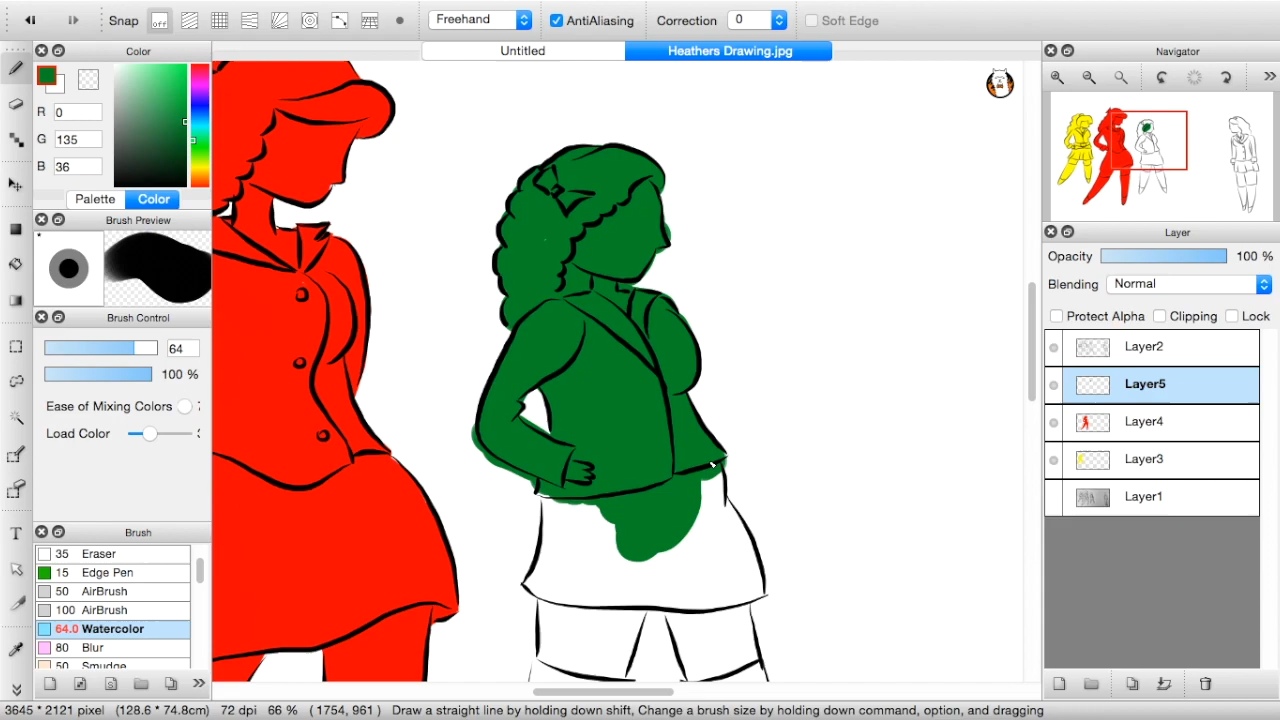 Snap off Freehand AntiAliasing Correction 0 Soft Edge
Color
R 0
G 135
B 36
Palette Color
Brush Preview
*
Brush Control
64
100 %
Ease of Mixing Colors
Load Color
Brush
35 Eraser
15 Edge Pen
50 AirBrush
100 AirBrush
64.0 Watercolor
80 Blur
50 Smudge
Untitled Heathers Drawing.jpg
Navigator
Layer
Opacity 100 %
Blending Normal
Protect Alpha Clipping Lock
Layer2
Layer5
Layer4
Layer3
Layer1
T
3645 * 2121 pixel (128.6 * 74.8cm) 72 dpi 66 % ( 1754, 961 ) Draw a straight line by holding down shift, Change a brush size by holding down command, option, and dragging